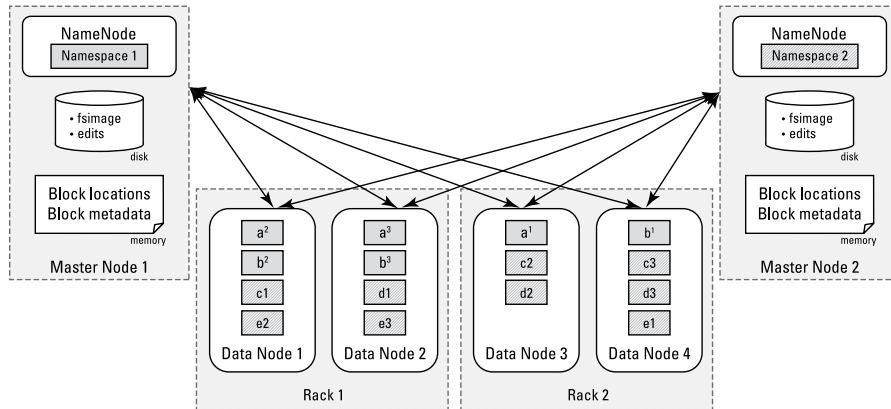 NameNode
Namespace 1
• fsimage
• edits
disk
Block locations
Block metadata
memory
Master Node 1
NameNode
Namespace 2
• fsimage
• edits
disk
Block locations
Block metadata
memory
Master Node 2
a²
b²
c1
e2
Data Node 1
a³
b³
d1
e3
Data Node 2
Rack 1
a¹
c2
d2
Data Node 3
b¹
c3
d3
e1
Data Node 4
Rack 2